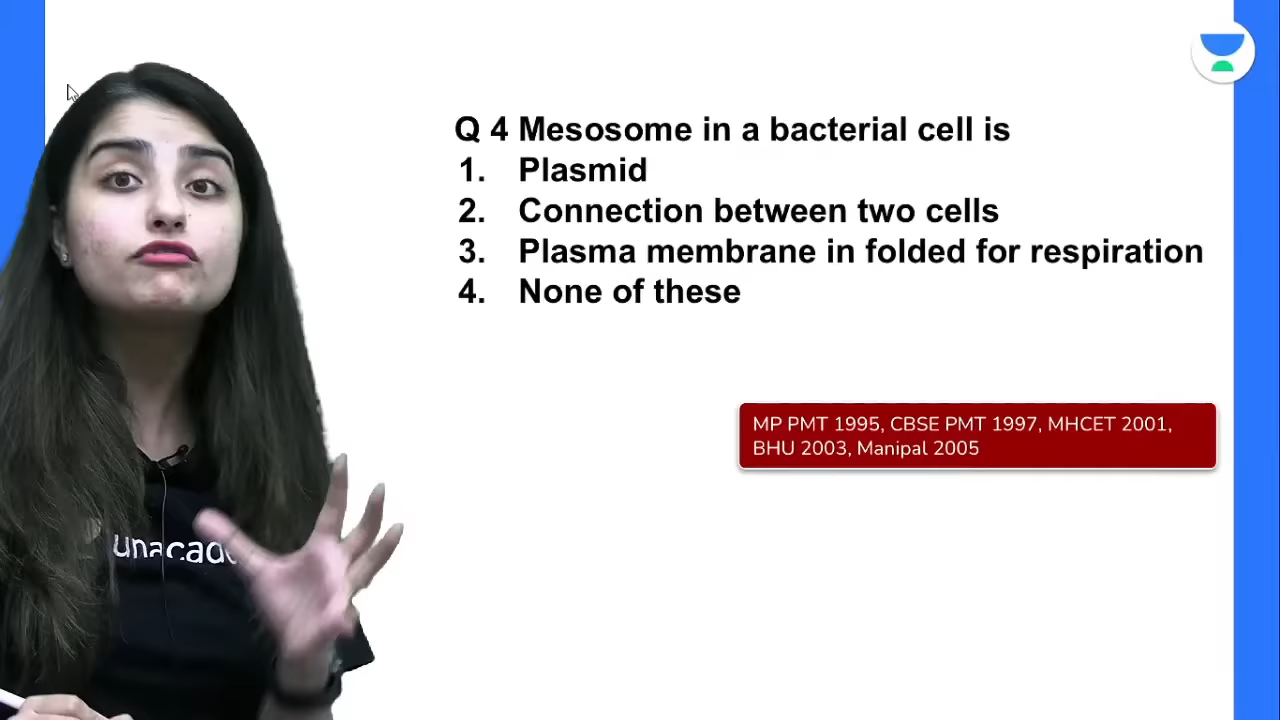 Q 4 Mesosome in a bacterial cell is
1. Plasmid
2. Connection between two cells
3. Plasma membrane in folded for respiration
4. None of these
MP PMT 1995, CBSE PMT 1997, MHCET 2001,
BHU 2003, Manipal 2005
unacade